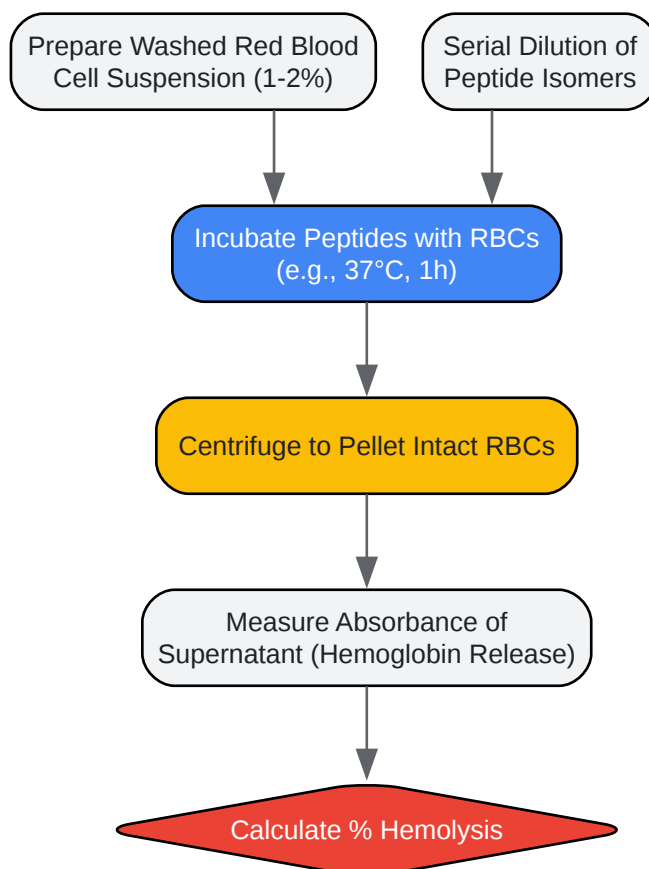 Prepare Washed Red Blood
Cell Suspension (1-2%)
Serial Dilution of
Peptide Isomers
Incubate Peptides with RBCs
(e.g., 37°C, 1h)
Centrifuge to Pellet Intact RBCs
Measure Absorbance of
Supernatant (Hemoglobin Release)
Calculate % Hemolysis